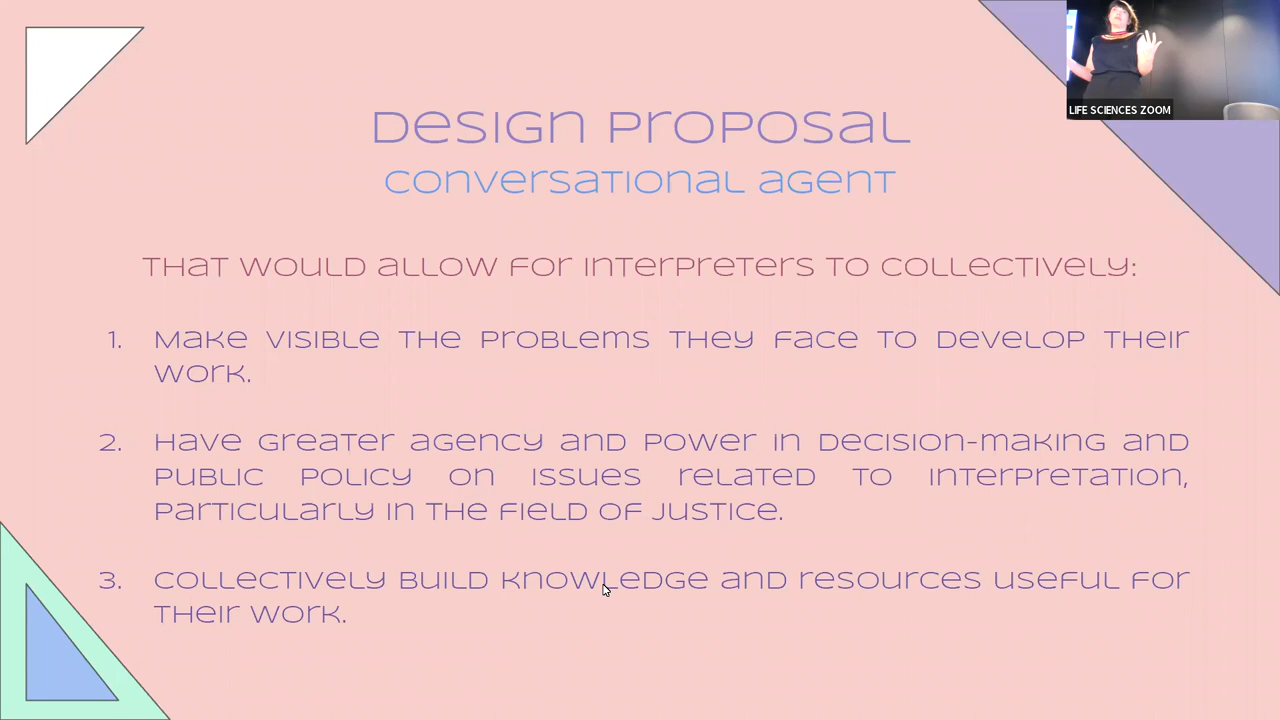 Design Proposal
Conversational agent
LIFE SCIENCES ZOOM
That would allow for interpreters to collectively:
1. Make visible the problems they face to develop their
work.
2. Have greater agency and power in decision-making and
public policy on issues related to interpretation,
particularly in the field of justice.
3. Collectively build knowledge and resources useful for
their work.